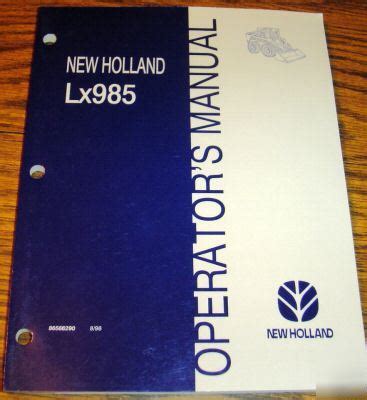 NEW HOLLAND
Lx985
OPERATOR'S MANUAL
NEW HOLLAND
86566290 8/98